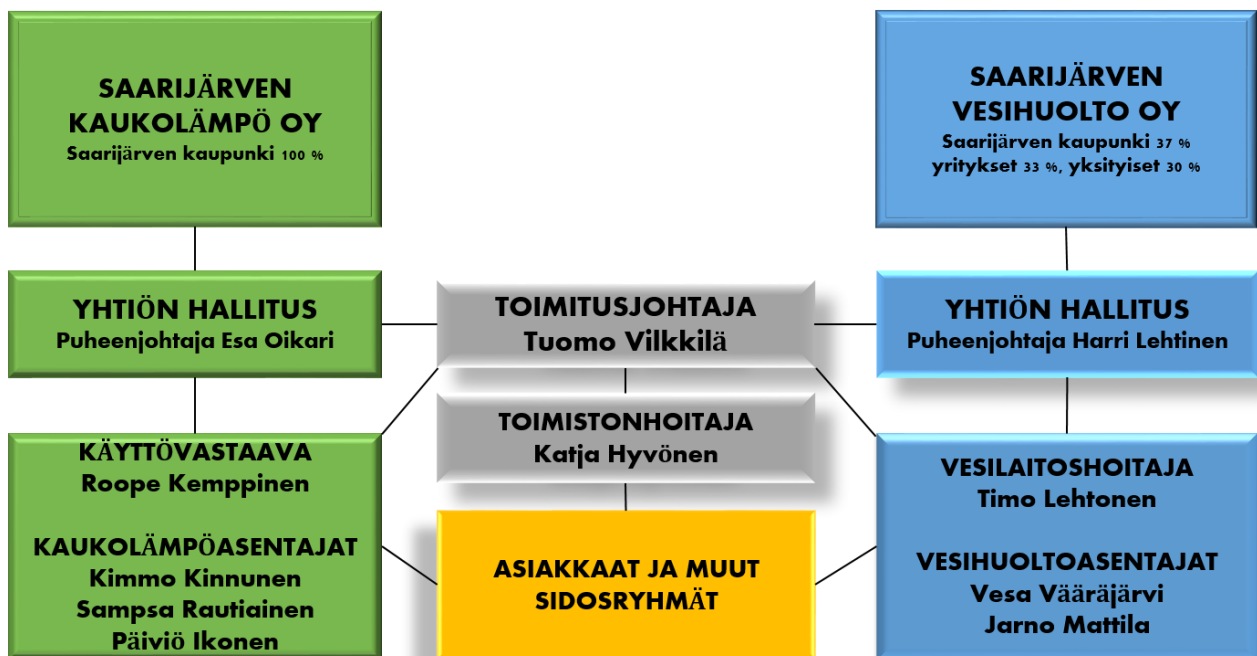 SAARIJÄRVEN
KAUKOLÄMPÖ OY
Saarijärven kaupunki 100 %
SAARIJÄRVEN
VESIHUOLTO OY
Saarijärven kaupunki 37 %
yritykset 33 %, yksityiset 30 %
YHTIÖN HALLITUS
Puheenjohtaja Esa Oikari
TOIMITUSJOHTAJA
Tuomo Vilkkilä
YHTIÖN HALLITUS
Puheenjohtaja Harri Lehtinen
TOIMISTONHOITAJA
Katja Hyvönen
KÄYTTÖVASTAAVA
Roope Kemppinen
KAUKOLÄMPÖASENTAJAT
Kimmo Kinnunen
Sampsa Rautiainen
Päiviö Ikonen
ASIAKKAAT JA MUUT
SIDOSRYHMÄT
VESILAITOSHOITAJA
Timo Lehtonen
VESIHUOLTOASENTAJAT
Vesa Vääräjärvi
Jarno Mattila